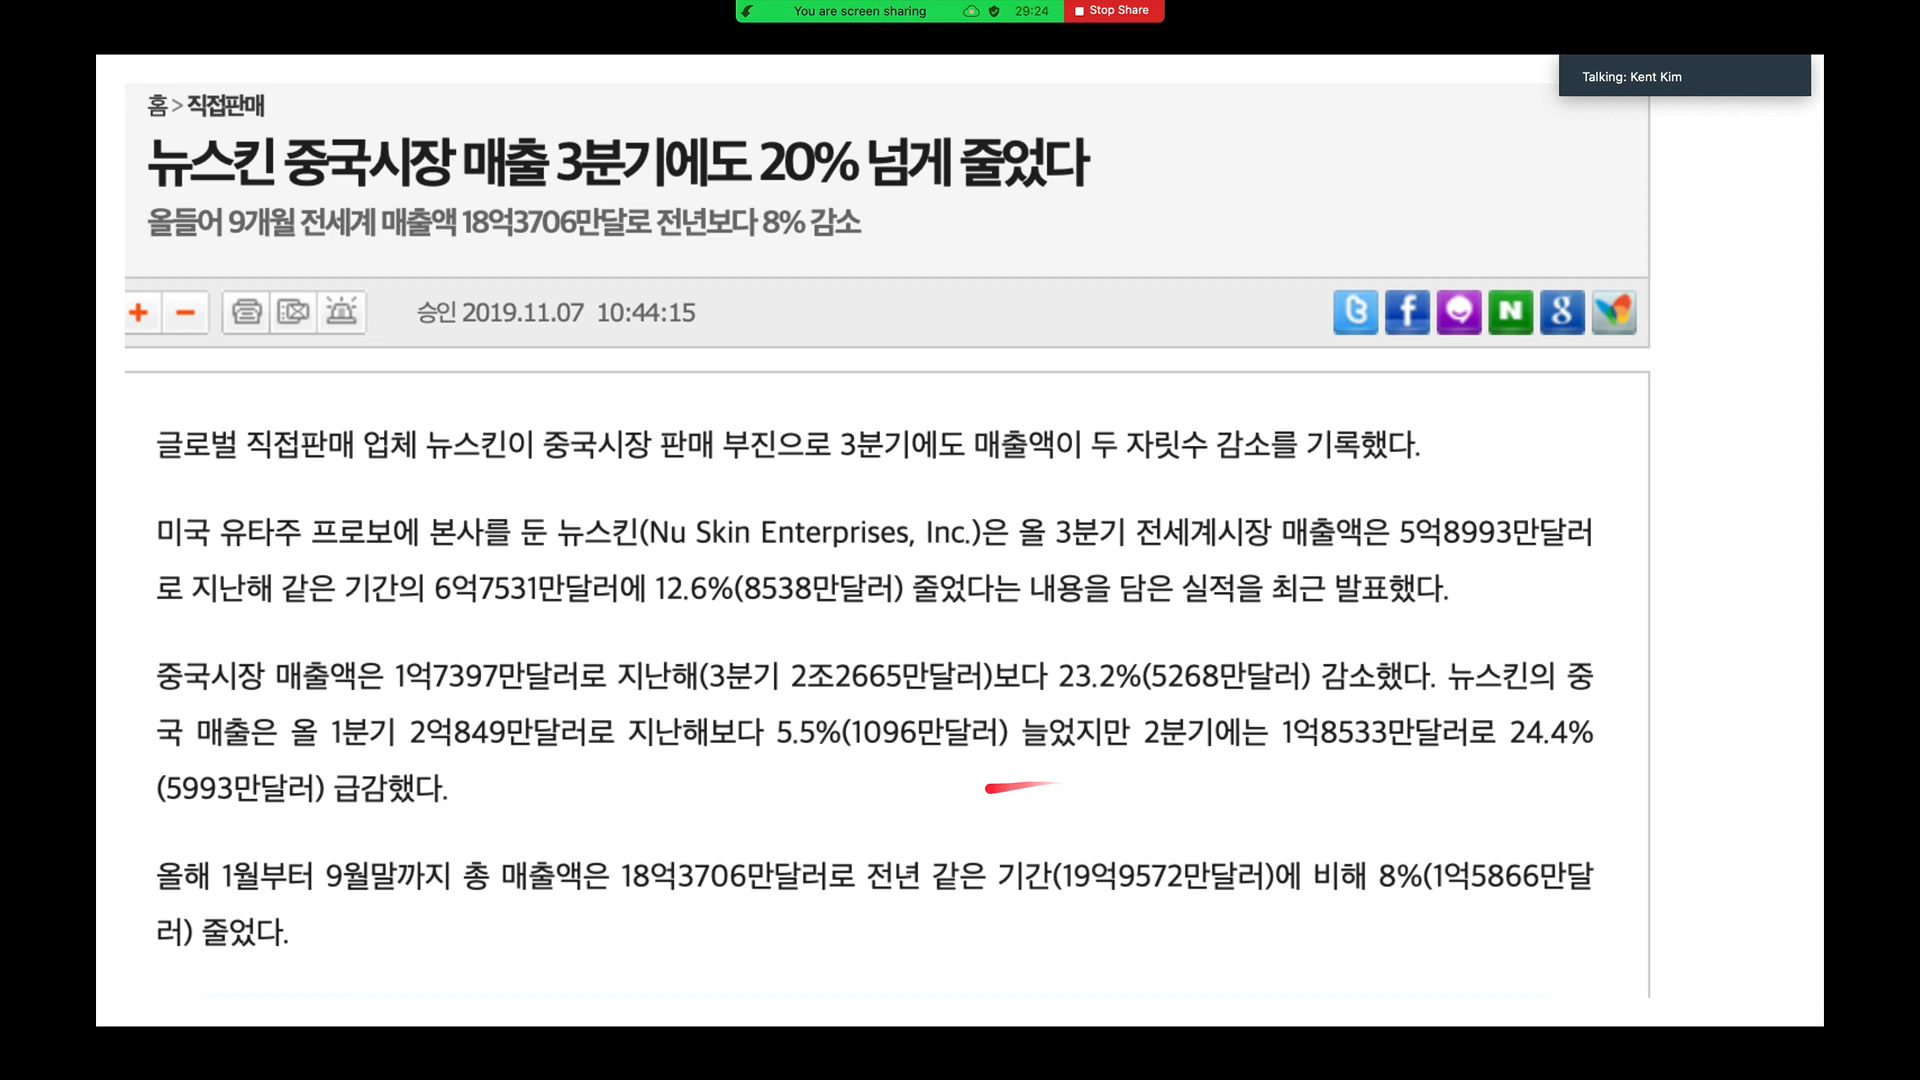 You are screen sharing 29:24 Stop Share
Talking: Kent Kim
홈 > 직접판매
뉴스킨 중국시장 매출 3분기에도 20% 넘게 줄었다
올들어 9개월 전세계 매출액 18억3706만달로 전년보다 8% 감소
승인 2019.11.07 10:44:15
글로벌 직접판매 업체 뉴스킨이 중국시장 판매 부진으로 3분기에도 매출액이 두 자릿수 감소를 기록했다.
미국 유타주 프로보에 본사를 둔 뉴스킨(Nu Skin Enterprises, Inc.)은 올 3분기 전세계시장 매출액은 5억8993만달러
로 지난해 같은 기간의 6억7531만달러에 12.6%(8538만달러) 줄었다는 내용을 담은 실적을 최근 발표했다.
중국시장 매출액은 1억7397만달러로 지난해(3분기 2조2665만달러)보다 23.2%(5268만달러) 감소했다. 뉴스킨의 중
국 매출은 올 1분기 2억849만달러로 지난해보다 5.5%(1096만달러) 늘었지만 2분기에는 1억8533만달러로 24.4%
(5993만달러) 급감했다.
올해 1월부터 9월말까지 총 매출액은 18억3706만달러로 전년 같은 기간(19억9572만달러)에 비해 8%(1억5866만달
러) 줄었다.